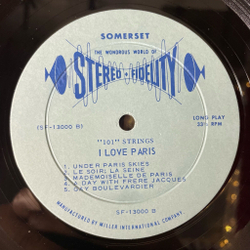 SOMERSET
THE WONDROUS WORLD OF
STEREO-FIDELITY
(SF-13000 B1)
LONG PLAY
33⅓ RPM
"101" STRINGS
I LOVE PARIS
1. UNDER PARIS SKIES
2. LE SOIR; LA SEINE
3. MADEMOISELLE DE PARIS
4. A DAY WITH FRERE JACQUES
5. GAY BOULEVARDIER
SF-13000 B
MANUFACTURED BY MILLER INTERNATIONAL COMPANY